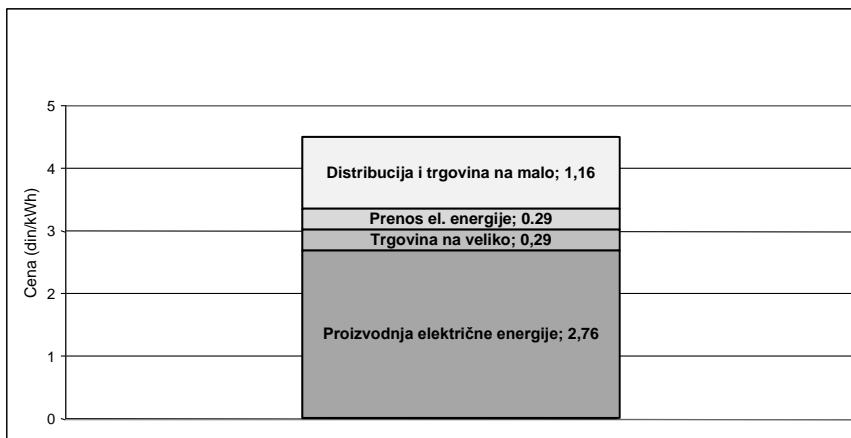 5
4
3
2
1
0
Cena (din/kWh)
Distribucija i trgovina na malo; 1,16
Prenos el. energije; 0.29
Trgovina na veliko; 0,29
Proizvodnja električne energije; 2,76